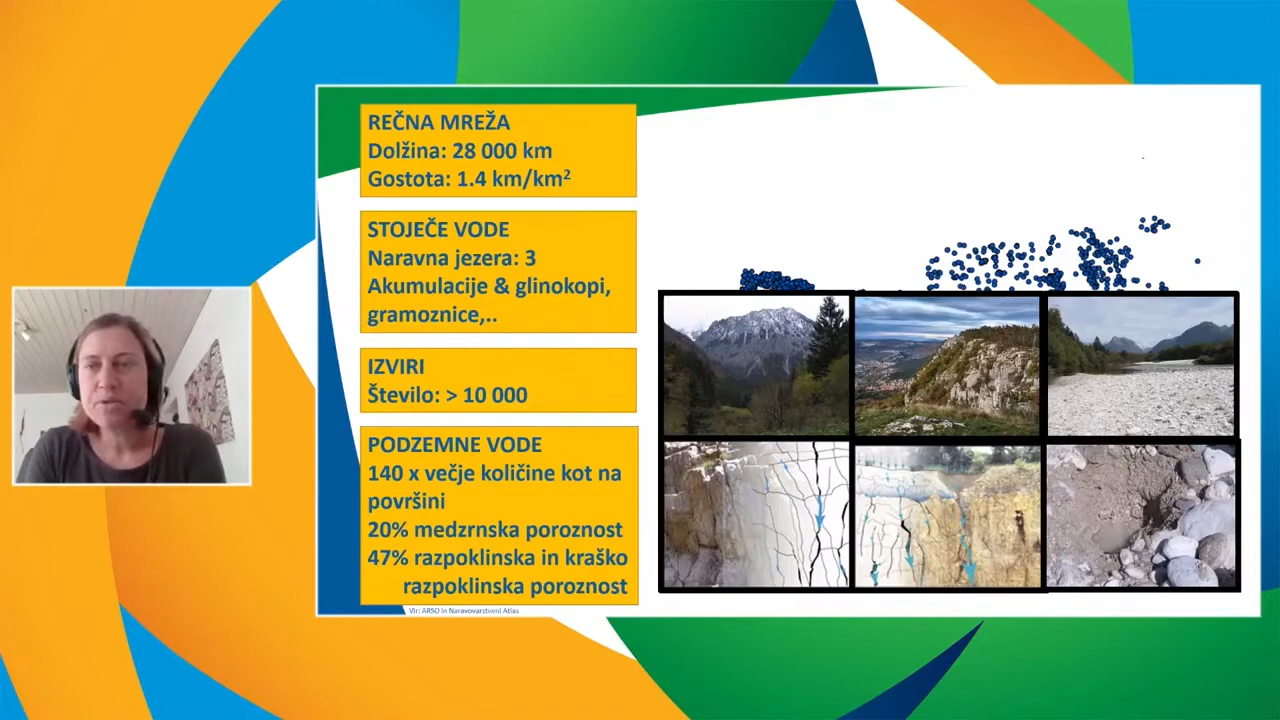 REČNA MREŽA
Dolžina: 28 000 km
Gostota: 1.4 km/km²
STOJEČE VODE
Naravna jezera: 3
Akumulacije & glinokopi,
gramoznice,..
IZVIRI
Število: > 10 000
PODZEMNE VODE
140 x večje količine kot na
površini
20% medzrnska poroznost
47% razpoklinska in kraško
razpoklinska poroznost
Vir: ARSO in Naravovarstveni Atlas